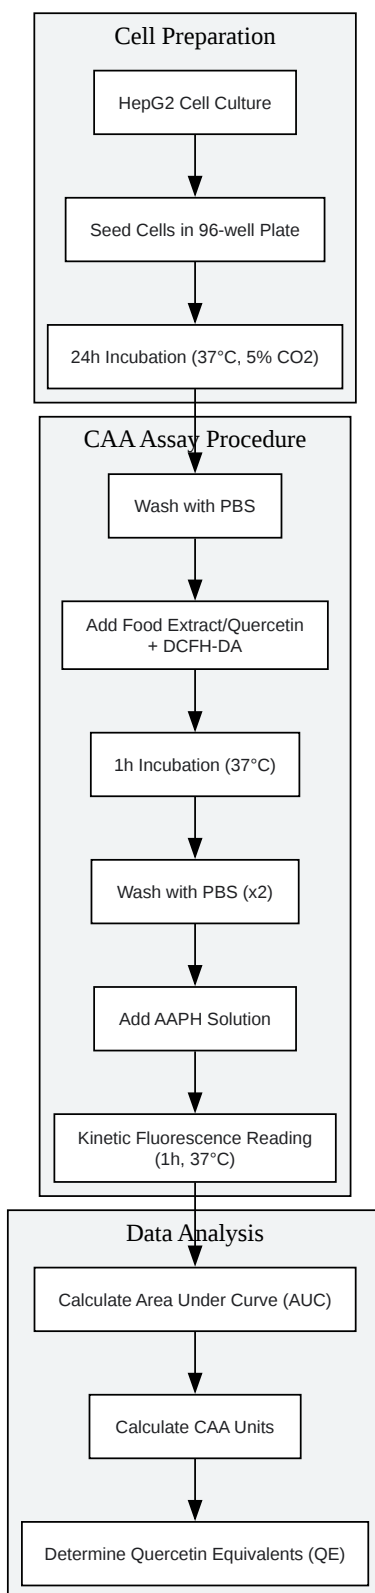 Cell Preparation
HepG2 Cell Culture
Seed Cells in 96-well Plate
24h Incubation (37°C, 5% CO2)
CAA Assay Procedure
Wash with PBS
Add Food Extract/Quercetin
+ DCFH-DA
1h Incubation (37°C)
Wash with PBS (x2)
Add AAPH Solution
Kinetic Fluorescence Reading
(1h, 37°C)
Data Analysis
Calculate Area Under Curve (AUC)
Calculate CAA Units
Determine Quercetin Equivalents (QE)